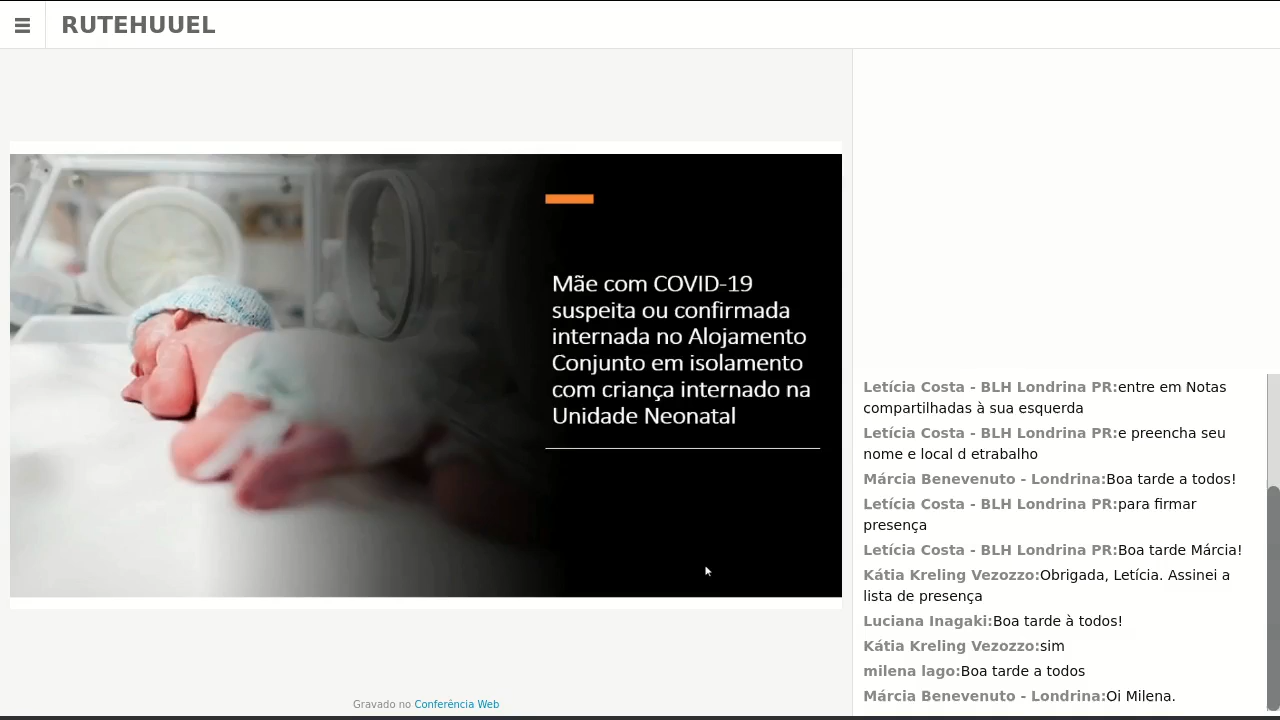 RUTEHUUEL
Mãe com COVID-19
suspeita ou confirmada
internada no Alojamento
Conjunto em isolamento
com criança internado na
Unidade Neonatal
Letícia Costa - BLH Londrina PR:entre em Notas
compartilhadas à sua esquerda
Letícia Costa - BLH Londrina PR:e preencha seu
nome e local d etrabalho
Márcia Benevenuto - Londrina:Boa tarde a todos!
Letícia Costa - BLH Londrina PR:para firmar
presença
Letícia Costa - BLH Londrina PR:Boa tarde Márcia!
Kátia Kreling Vezozzo:Obrigada, Letícia. Assinei a
lista de presença
Luciana Inagaki:Boa tarde à todos!
Kátia Kreling Vezozzo:sim
milena lago:Boa tarde a todos
Márcia Benevenuto - Londrina:Oi Milena.
Gravado no Conferência Web